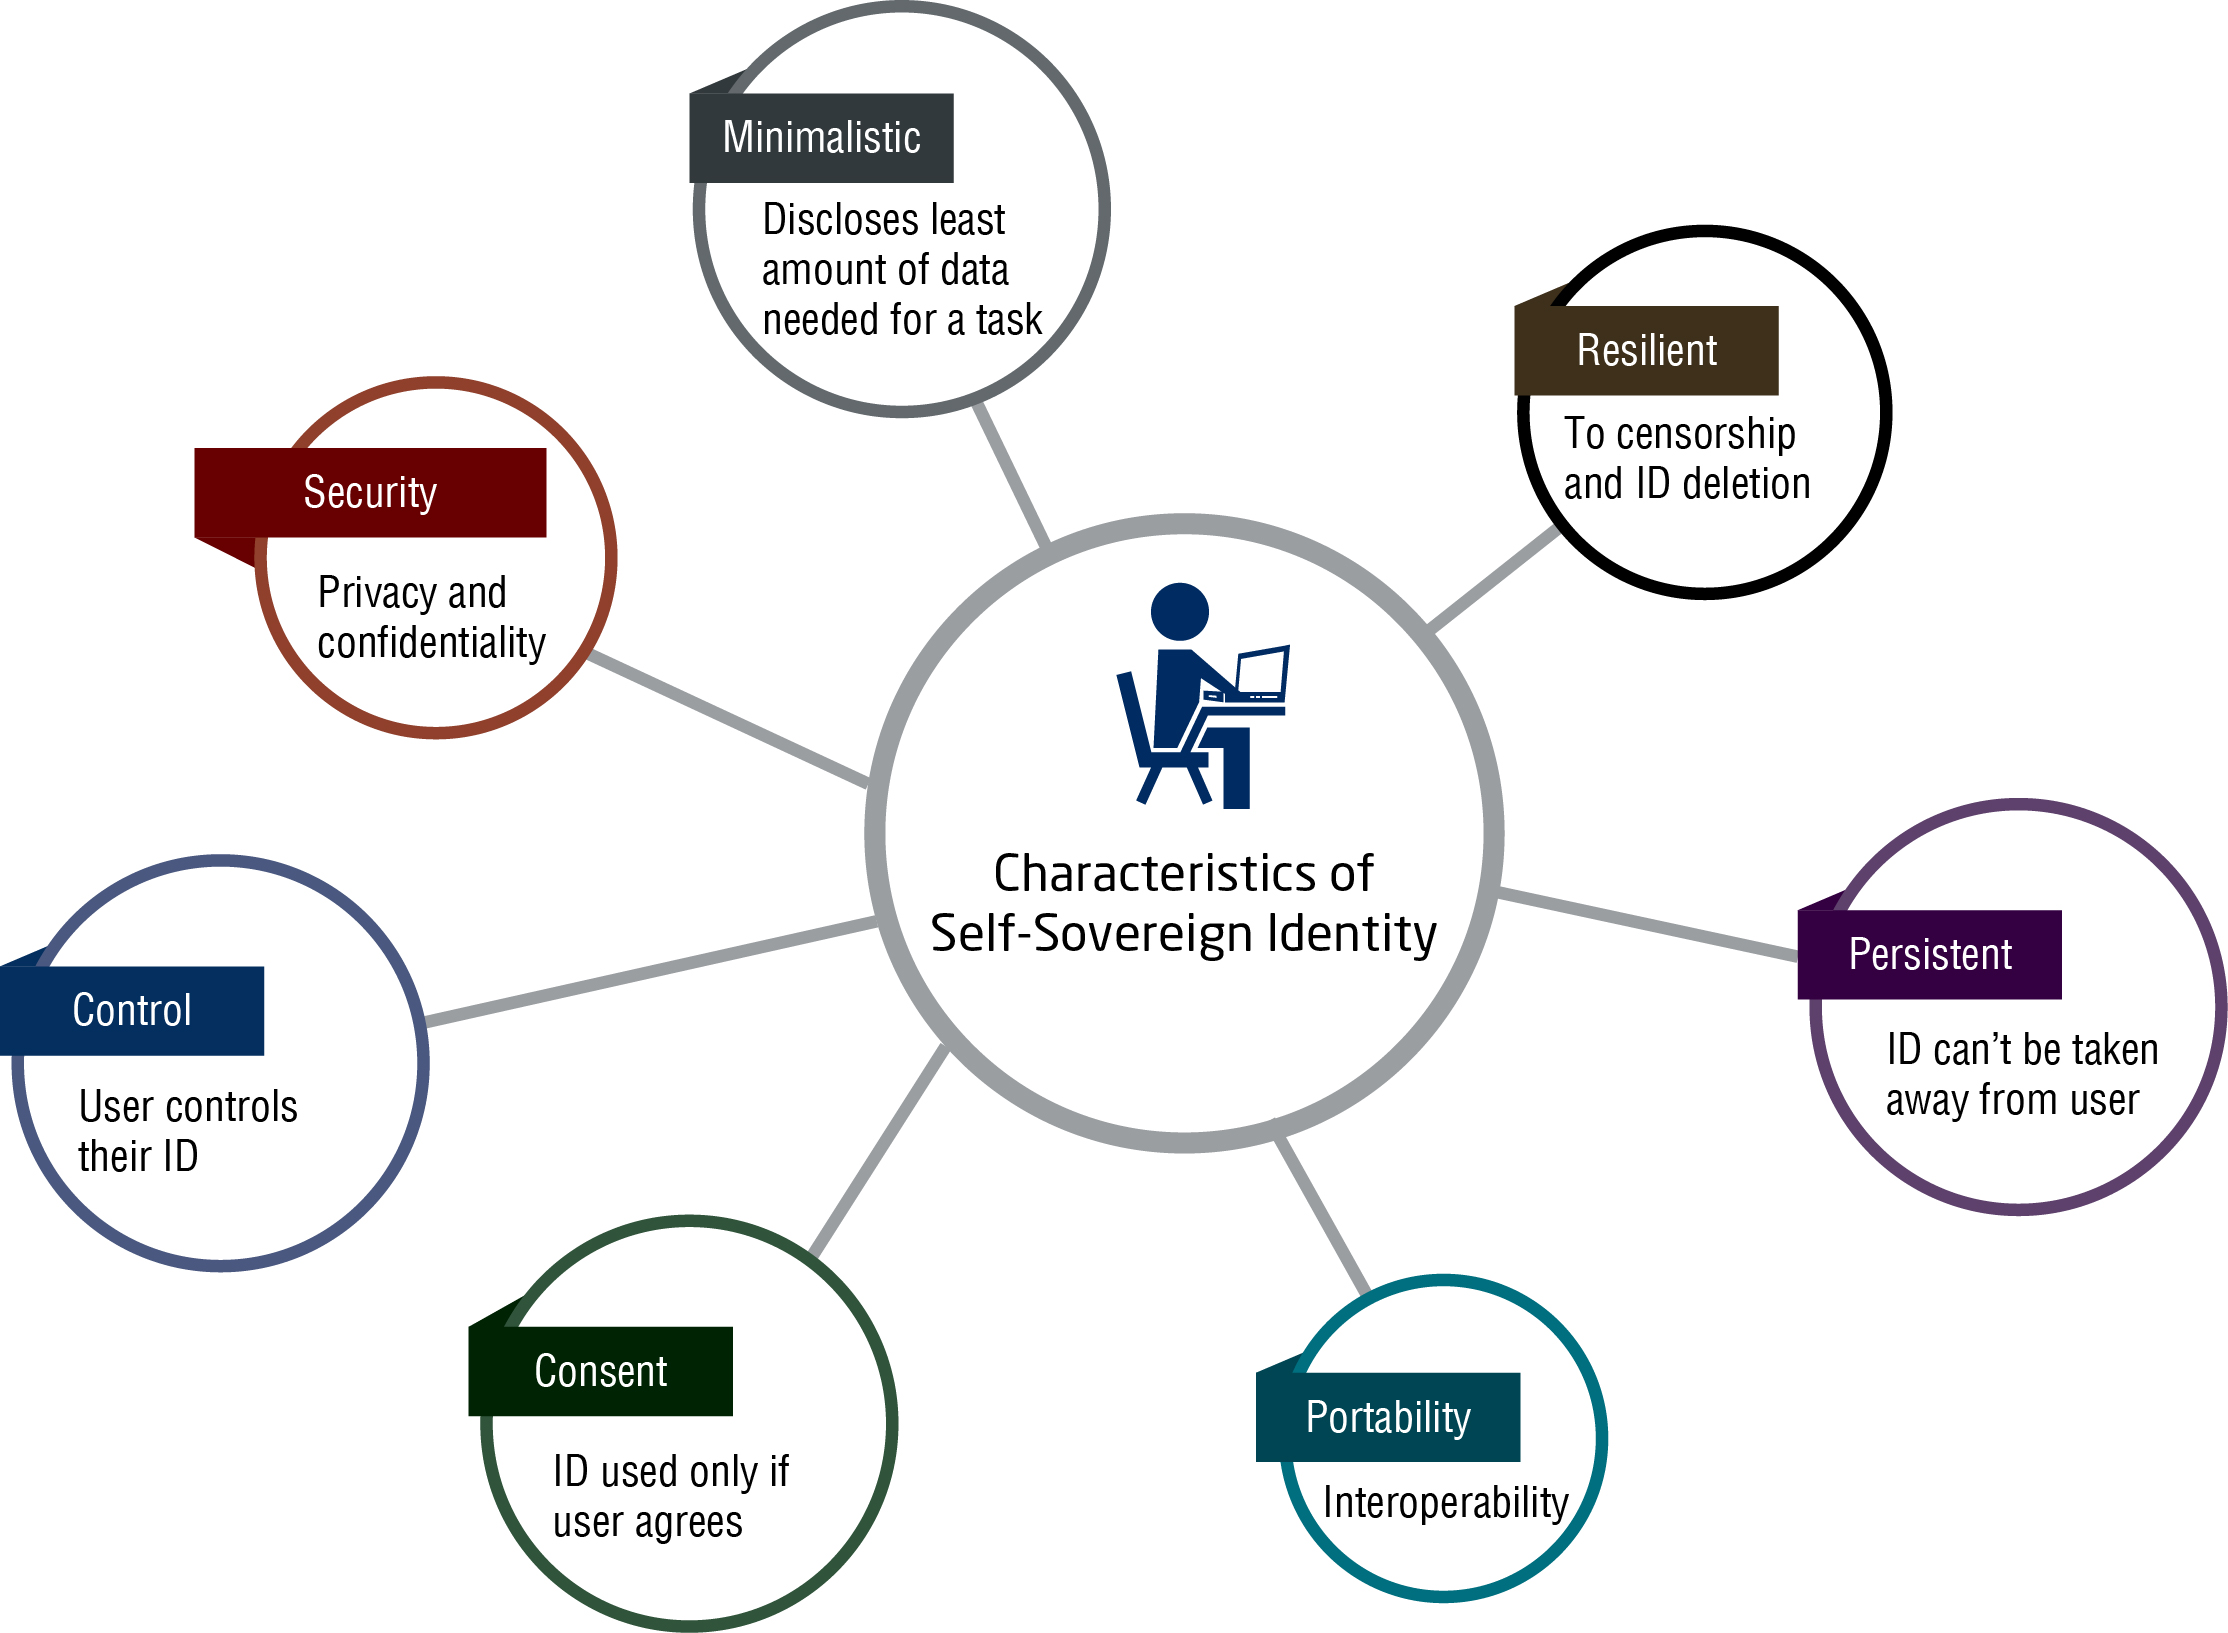 Minimalistic
Discloses least
amount of data
needed for a task
Resilient
To censorship
and ID deletion
Security
Privacy and
confidentiality
Characteristics of
Self-Sovereign Identity
Persistent
ID can’t be taken
away from user
Control
User controls
their ID
Consent
ID used only if
user agrees
Portability
Interoperability